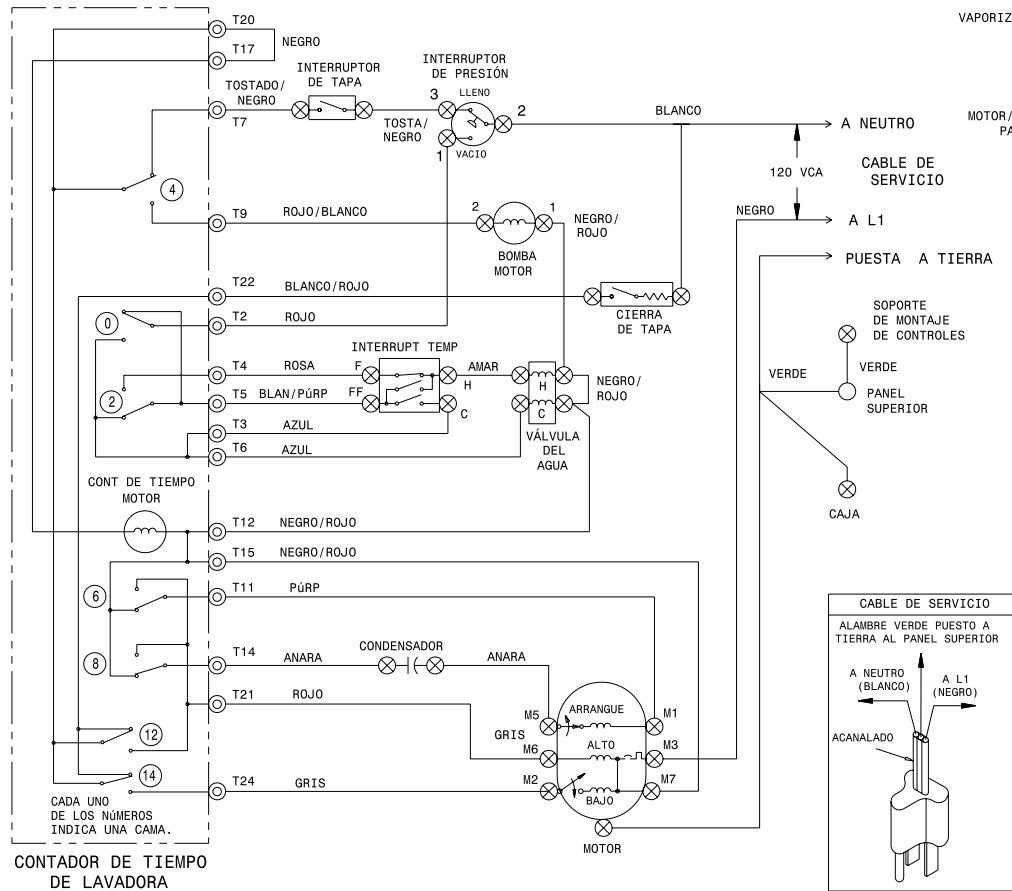 T20
NEGRO
T17
VAPORIZ
INTERRUPTOR
DE TAPA
INTERRUPTOR
DE PRESIÓN
TOSTADO/
NEGRO
T7
3
LLENO
TOSTA/
NEGRO
2
1
VACIO
BLANCO
A NEUTRO
MOTOR/
PA
120 VCA
CABLE DE
SERVICIO
4
T9
ROJO/BLANCO
2
1
NEGRO/
ROJO
BOMBA
MOTOR
NEGRO
A L1
PUESTA A TIERRA
T22
BLANCO/ROJO
CIERRA
DE TAPA
0
T2
ROJO
SOPORTE
DE MONTAJE
DE CONTROLES
INTERRUPT TEMP
T4
ROSA
F
AMAR
H
H
NEGRO/
ROJO
VERDE
VERDE
2
T5
BLAN/PúRP
FF
C
C
PANEL
SUPERIOR
T3
AZUL
T6
AZUL
VÁLVULA
DEL
AGUA
CONT DE TIEMPO
MOTOR
CAJA
T12
NEGRO/ROJO
T15
NEGRO/ROJO
6
T11
PúRP
8
T14
ANARA
CONDENSADOR
ANARA
T21
ROJO
12
14
T24
GRIS
M5
ARRANGUE
M1
GRIS
M6
ALTO
M3
M2
BAJO
M7
MOTOR
CADA UNO
DE LOS NúMEROS
INDICA UNA CAMA.
CONTADOR DE TIEMPO
DE LAVADORA
CABLE DE SERVICIO
ALAMBRE VERDE PUESTO A
TIERRA AL PANEL SUPERIOR
A NEUTRO
(BLANCO)
A L1
(NEGRO)
ACANALADO